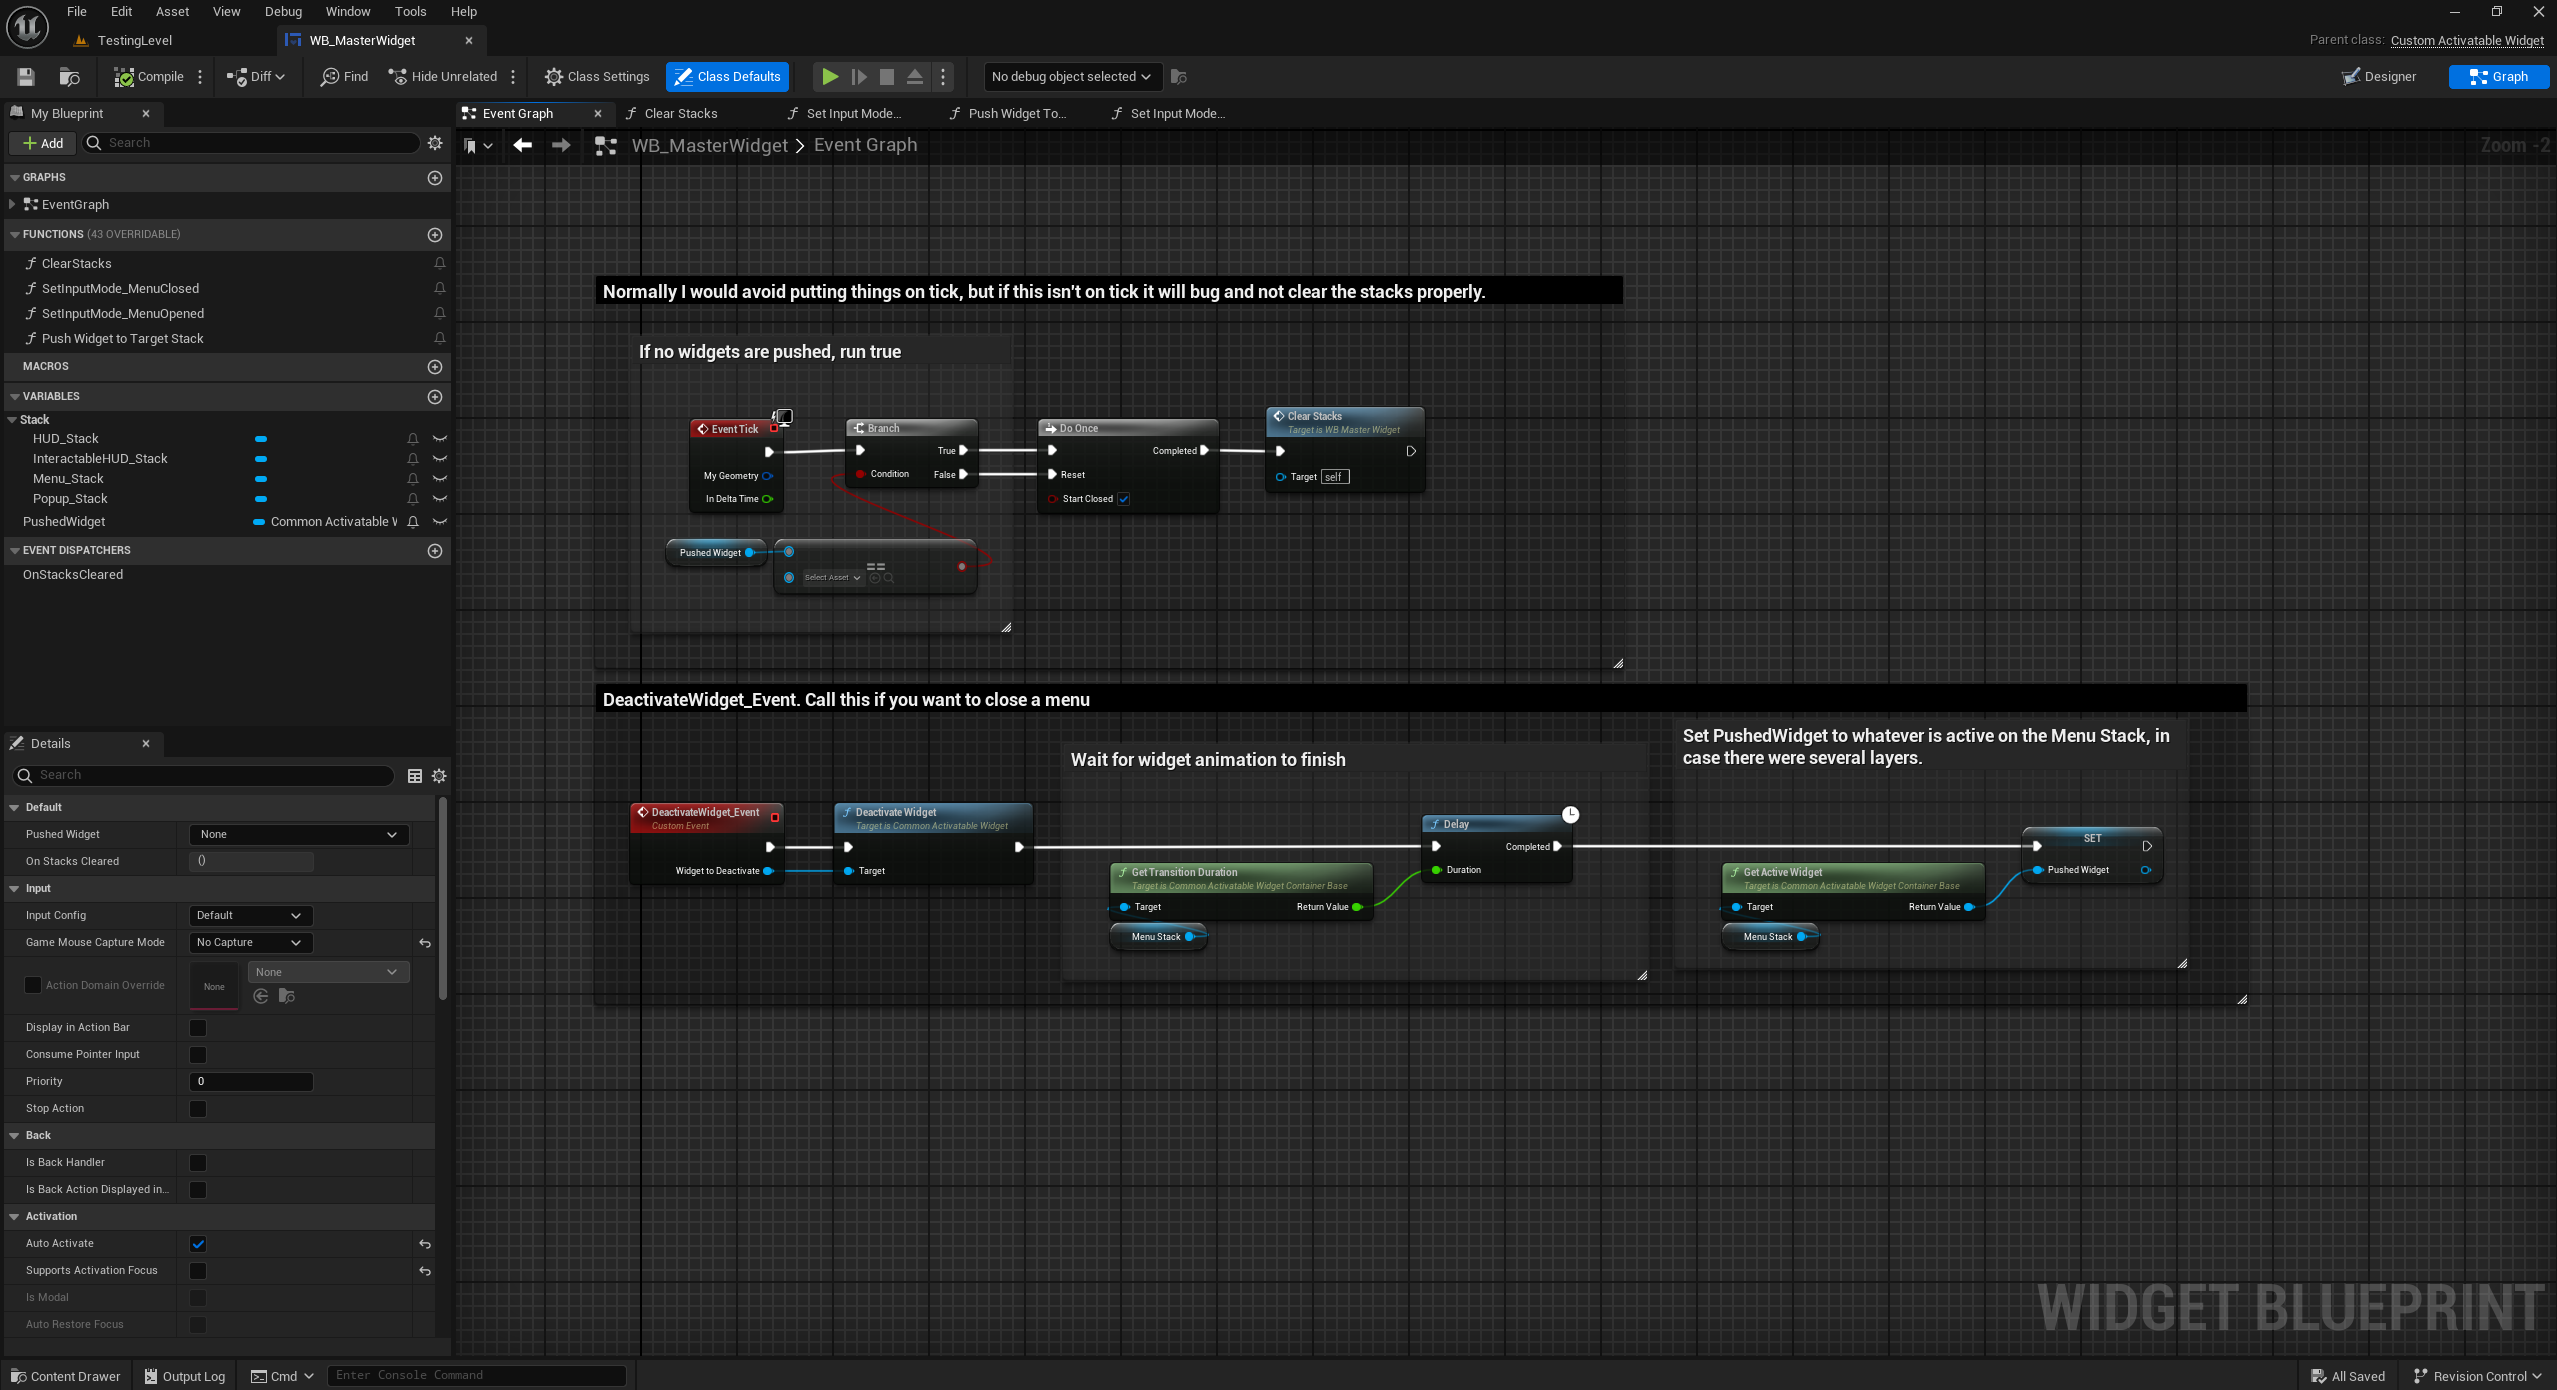 File Edit Asset View Debug Window Tools Help
TestingLevel
WB_MasterWidget
Parent class: Custom Activatable Widget
Compile
Diff
Find
Hide Unrelated
Class Settings
Class Defaults
No debug object selected
Designer
Graph
My Blueprint
Event Graph
Clear Stacks
Set Input Mode...
Push Widget To...
Set Input Mode...
Add
Search
WB_MasterWidget > Event Graph
Zoom -2
GRAPHS
EventGraph
FUNCTIONS (43 OVERRIDABLE)
ClearStacks
SetInputMode_MenuClosed
SetInputMode_MenuOpened
Push Widget to Target Stack
MACROS
VARIABLES
Stack
HUD_Stack
InteractableHUD_Stack
Menu_Stack
Popup_Stack
PushedWidget
Common Activatable W
EVENT DISPATCHERS
OnStacksCleared
Normally I would avoid putting things on tick, but if this isn't on tick it will bug and not clear the stacks properly.
If no widgets are pushed, run true
Event Tick
My Geometry
In Delta Time
Branch
True
Condition
False
Do Once
Completed
Reset
Start Closed
Clear Stacks
Target is WB Master Widget
Target
self
Pushed Widget
==
Select Asset
DeactivateWidget_Event. Call this if you want to close a menu
Wait for widget animation to finish
Set PushedWidget to whatever is active on the Menu Stack, in
case there were several layers.
DeactivateWidget_Event
Custom Event
Widget to Deactivate
Deactivate Widget
Target is Common Activatable Widget
Target
Get Transition Duration
Target is Common Activatable Widget Container Base
Target
Return Value
Menu Stack
Delay
Completed
Duration
Get Active Widget
Target is Common Activatable Widget Container Base
Target
Return Value
Menu Stack
SET
Pushed Widget
Details
Search
Default
Pushed Widget
None
On Stacks Cleared
()
Input
Input Config
Default
Game Mouse Capture Mode
No Capture
Action Domain Override
None
None
Display in Action Bar
Consume Pointer Input
Priority
0
Stop Action
Back
Is Back Handler
Is Back Action Displayed in...
Activation
Auto Activate
Supports Activation Focus
Is Modal
Auto Restore Focus
WIDGET BLUEPRINT
Content Drawer
Output Log
Cmd
Enter Console Command
All Saved
Revision Control